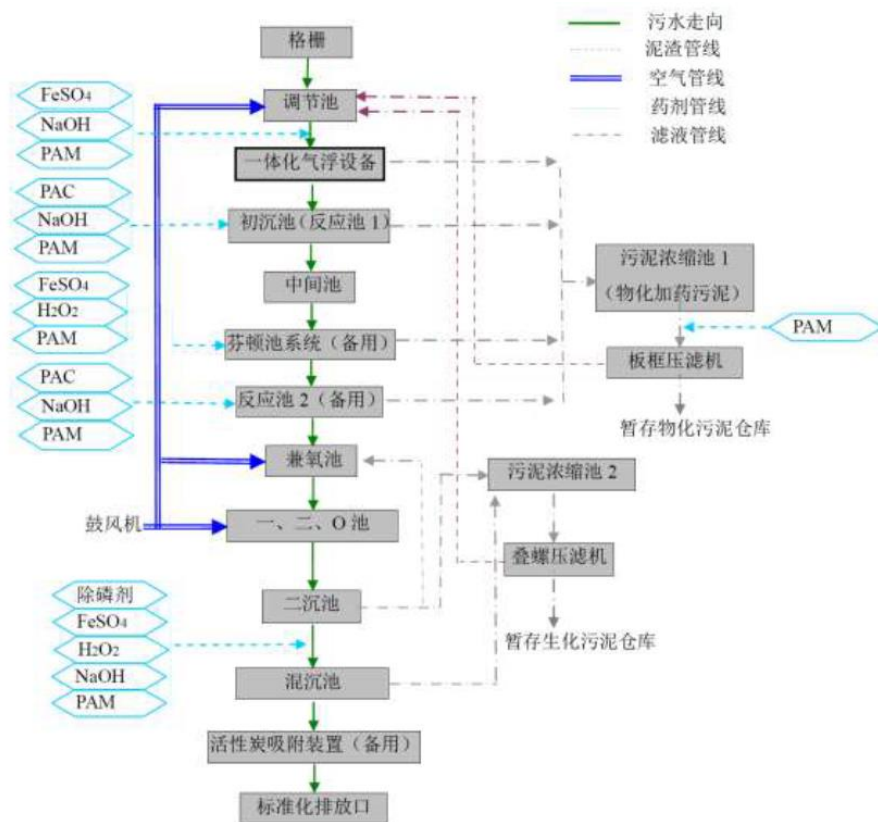 格栅
污水走向
泥渣管线
空气管线
药剂管线
滤液管线
FeSO₄
NaOH
PAM
调节池
一体化气浮设备
PAC
NaOH
PAM
初沉池(反应池 1)
中间池
FeSO₄
H₂O₂
PAM
芬顿池系统(备用)
PAC
NaOH
PAM
反应池 2(备用)
污泥浓缩池 1
(物化加药污泥)
PAM
板框压滤机
暂存物化污泥仓库
兼氧池
鼓风机
一、二、O 池
污泥浓缩池 2
叠螺压滤机
暂存生化污泥仓库
二沉池
除磷剂
FeSO₄
H₂O₂
NaOH
PAM
混沉池
活性炭吸附装置(备用)
标准化排放口